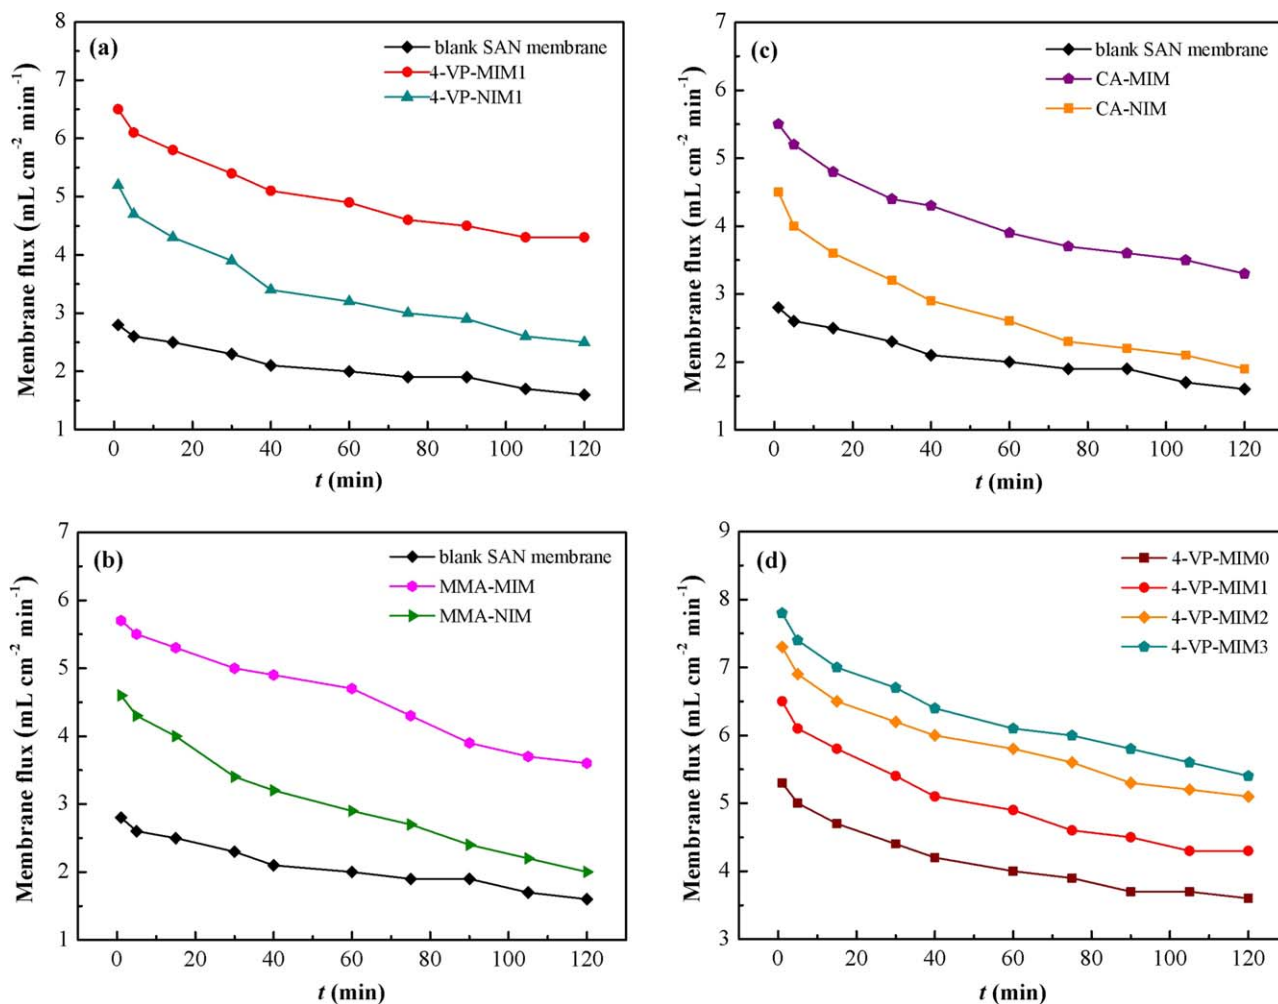 (a)
blank SAN membrane
4-VP-MIM1
4-VP-NIM1
Membrane flux (mL cm⁻² mim⁻¹)
8
7
6
5
4
3
2
1
0 20 40 60 80 100 120
t (min)
(c)
blank SAN membrane
CA-MIM
CA-NIM
Membrane flux (mL cm⁻² min⁻¹)
7
6
5
4
3
2
1
0 20 40 60 80 100 120
t (min)
(b)
blank SAN membrane
MMA-MIM
MMA-NIM
Membrane flux (mL cm⁻² min⁻¹)
7
6
5
4
3
2
1
0 20 40 60 80 100 120
t (min)
(d)
4-VP-MIM0
4-VP-MIM1
4-VP-MIM2
4-VP-MIM3
Membrane flux (mL cm⁻² min⁻¹)
9
8
7
6
5
4
3
0 20 40 60 80 100 120
t (min)